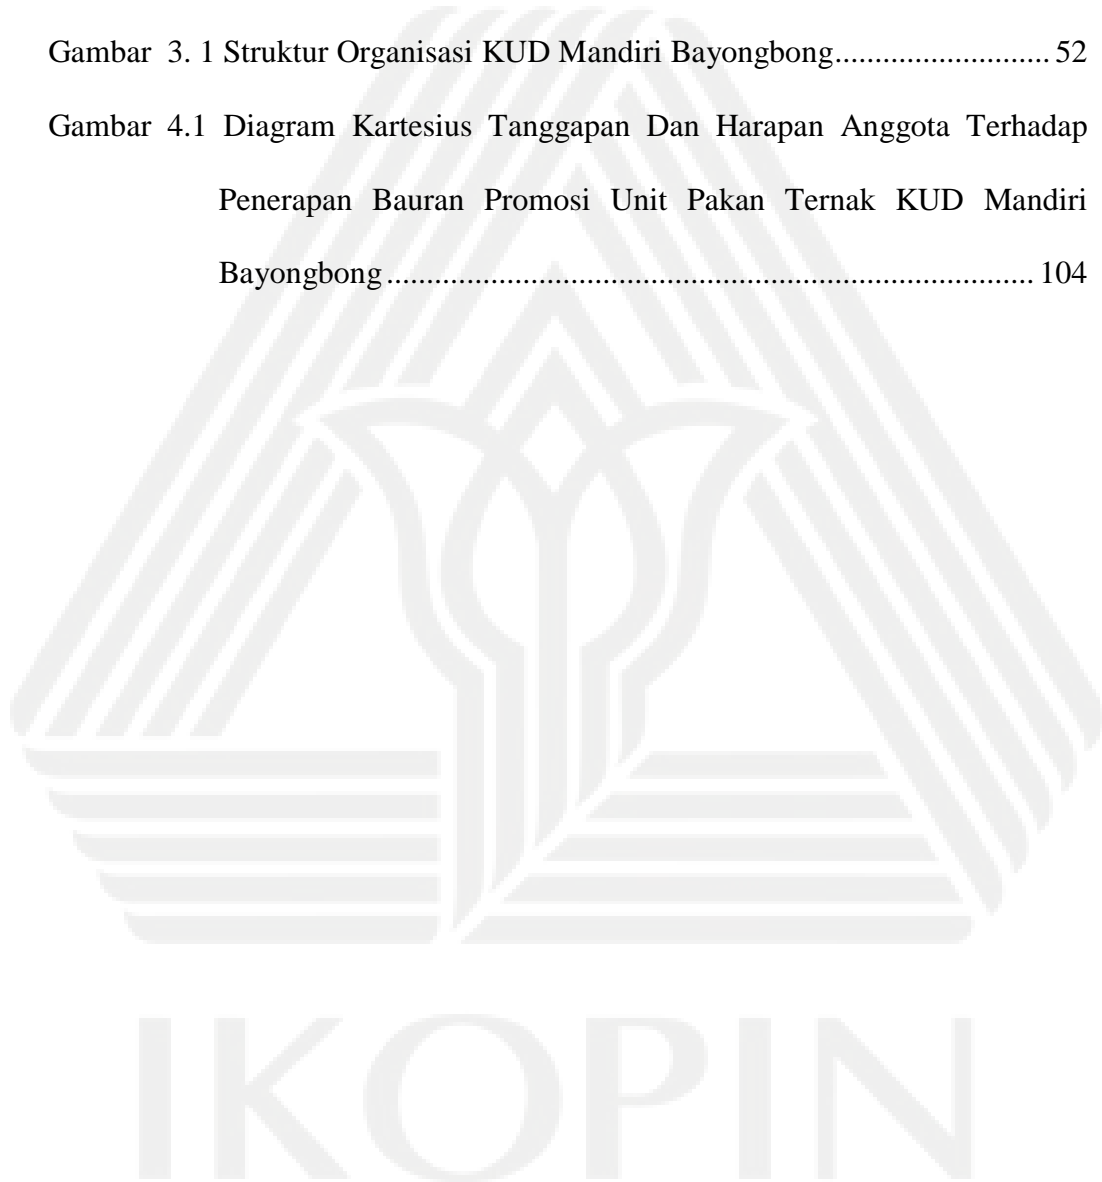 Gambar 3. 1 Struktur Organisasi KUD Mandiri Bayongbong........................... 52
Gambar 4.1 Diagram Kartesius Tanggapan Dan Harapan Anggota Terhadap
Penerapan Bauran Promosi Unit Pakan Ternak KUD Mandiri
Bayongbong................................................................................. 104
IKOPIN